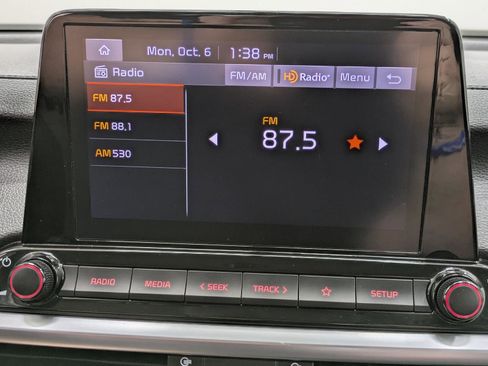 Mon, Oct. 6 1:38 PM
Radio FM/AM HD Radio Menu
FM 87.5
FM 88.1
AM 530
FM
87.5
RADIO MEDIA < SEEK TRACK > SETUP